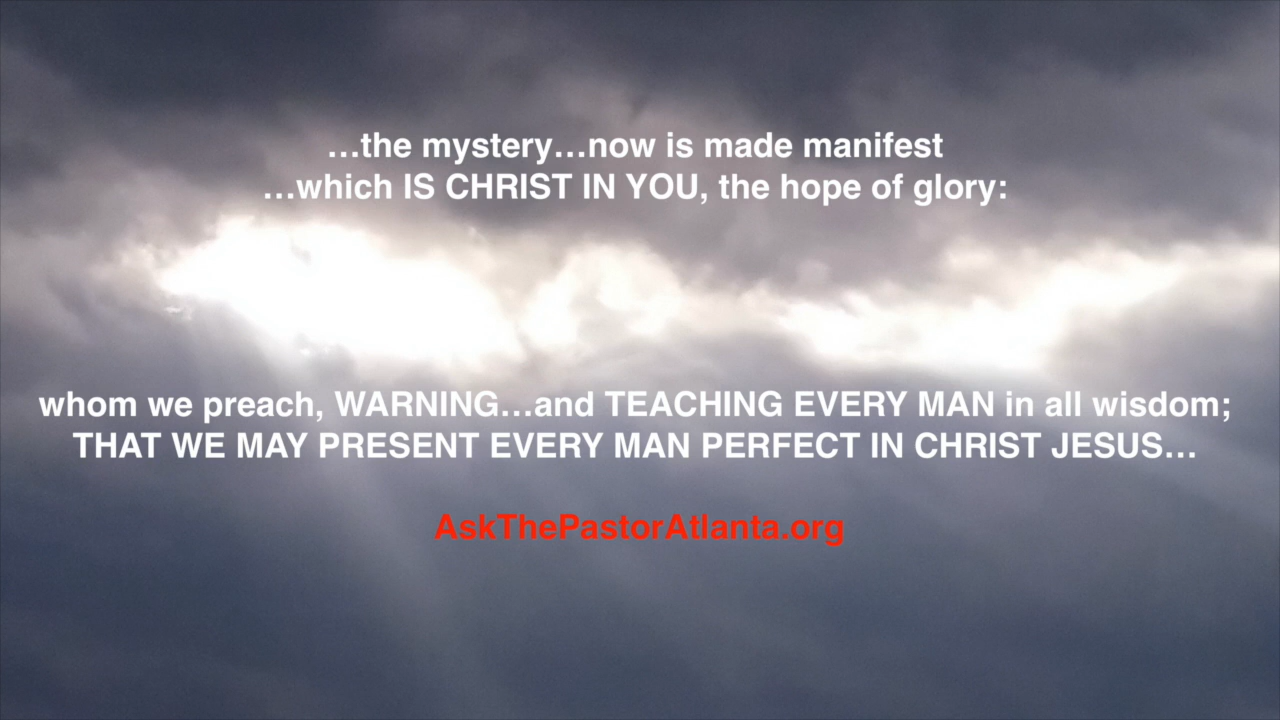 …the mystery…now is made manifest
…which IS CHRIST IN YOU, the hope of glory:
whom we preach, WARNING…and TEACHING EVERY MAN in all wisdom;
THAT WE MAY PRESENT EVERY MAN PERFECT IN CHRIST JESUS…
AskThePastorAtlanta.org